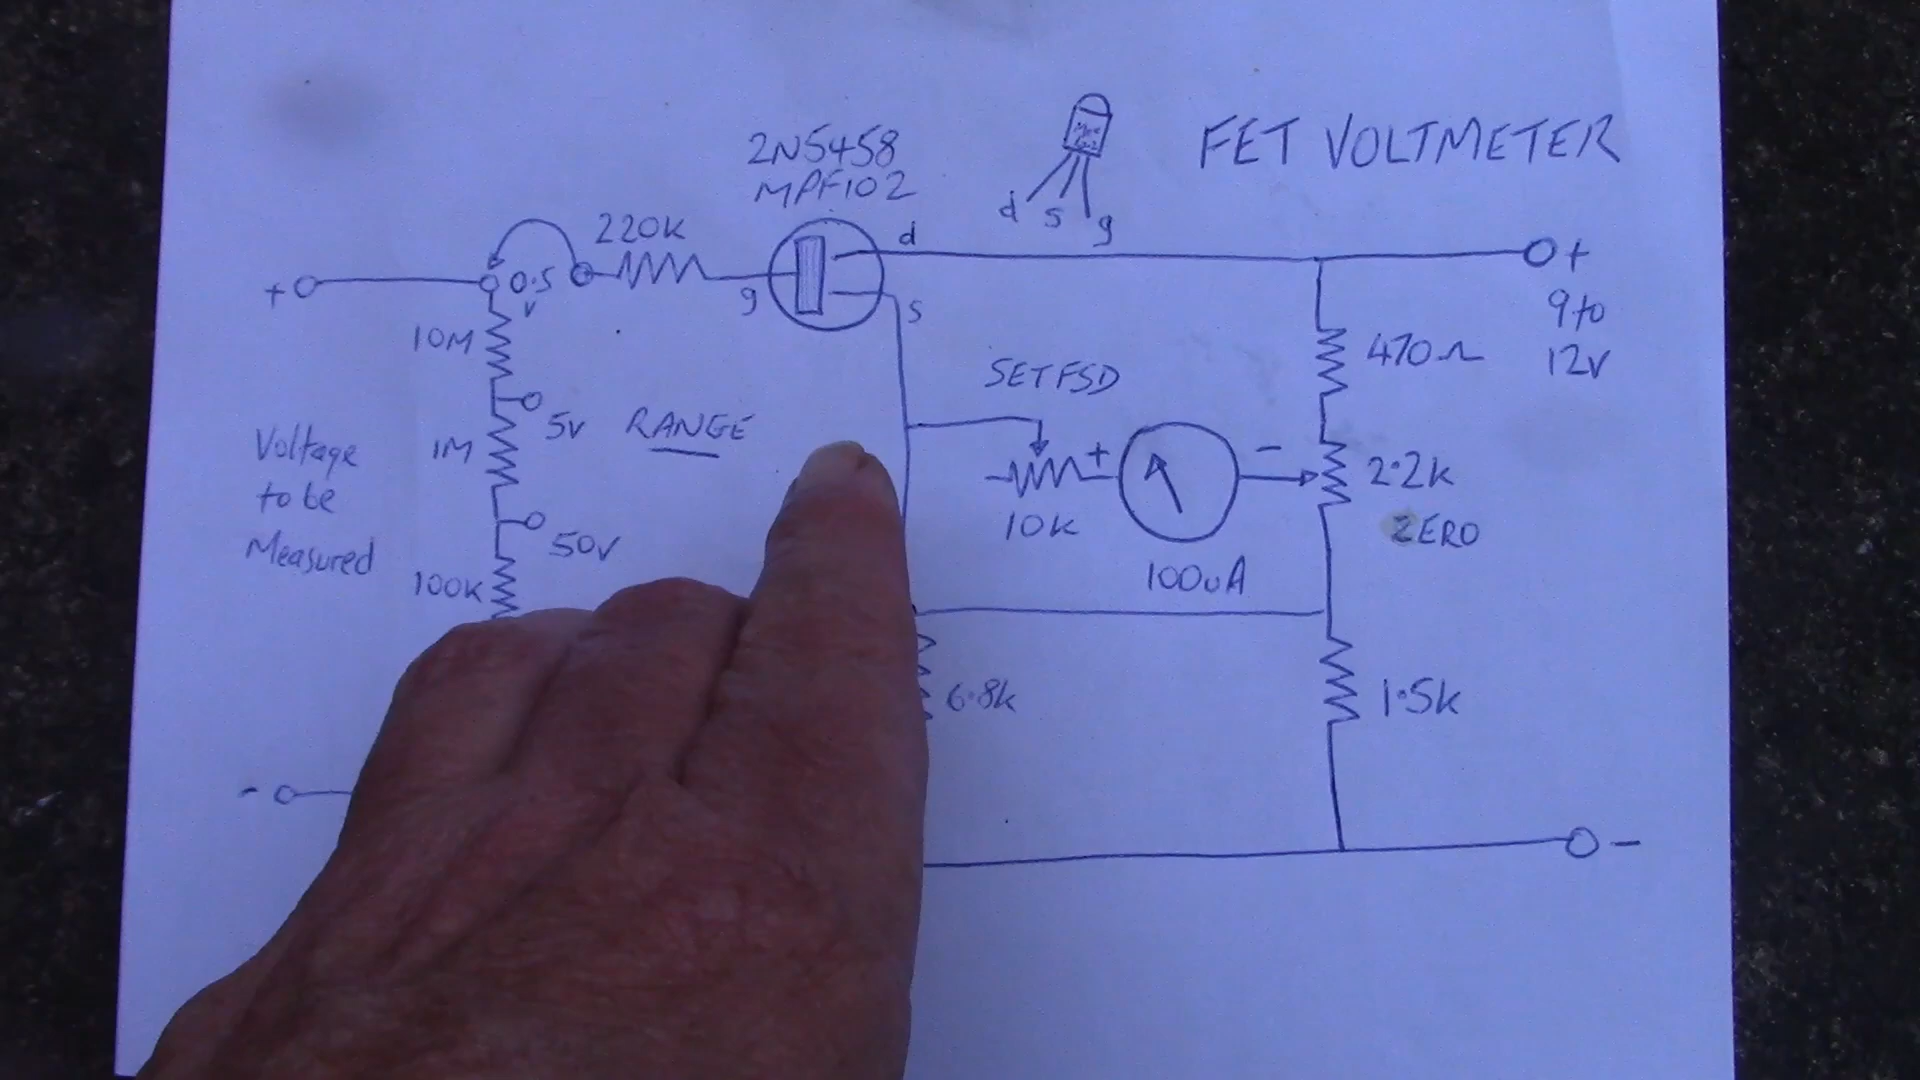 FET VOLTMETER
2N5458
MPF102
d s g
220K
d
+
0.5
v
g
s
+
9 to
12v
10M
470Ω
SET FSD
5v
RANGE
1M
+
-
2.2k
Voltage
to be
Measured
10k
ZERO
50v
100K
100uA
6.8k
1.5k
-
-